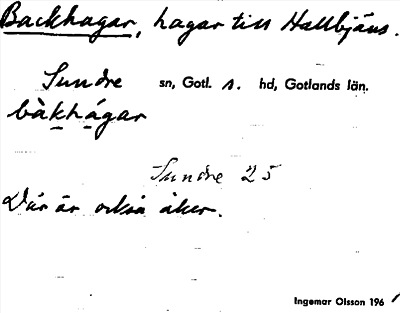 Backhagar, hagar till Hallbjäns.
Sundre sn, Gotl. s. hd, Gotlands län.
bàkhágar
Sundre 25
Där är också åker.
Ingemar Olsson 196